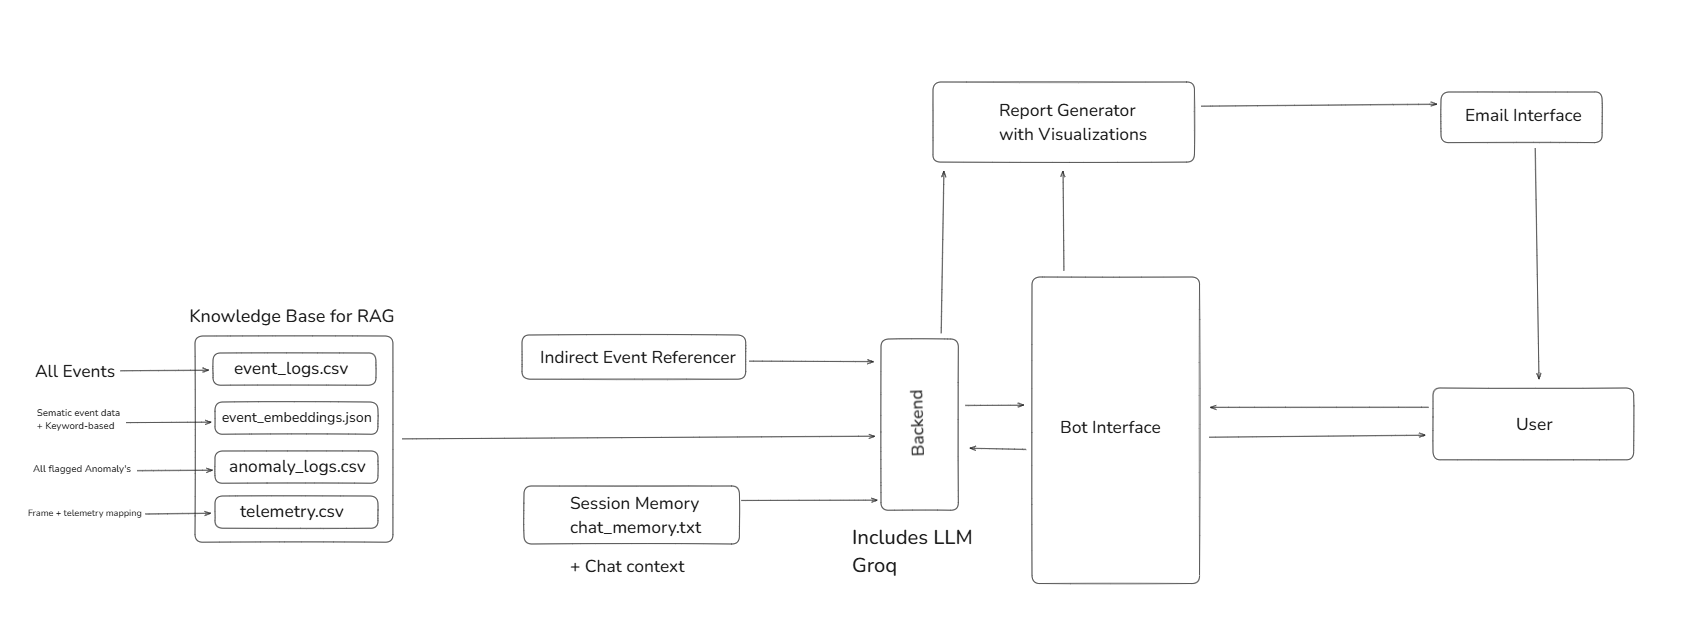 Report Generator
with Visualizations
Email Interface
Knowledge Base for RAG
All Events
event_logs.csv
Sematic event data
+ Keyword-based
event_embeddings.json
All flagged Anomaly's
anomaly_logs.csv
Frame + telemetry mapping
telemetry.csv
Indirect Event Referencer
Session Memory
chat_memory.txt
+ Chat context
Backend
Includes LLM
Groq
Bot Interface
User